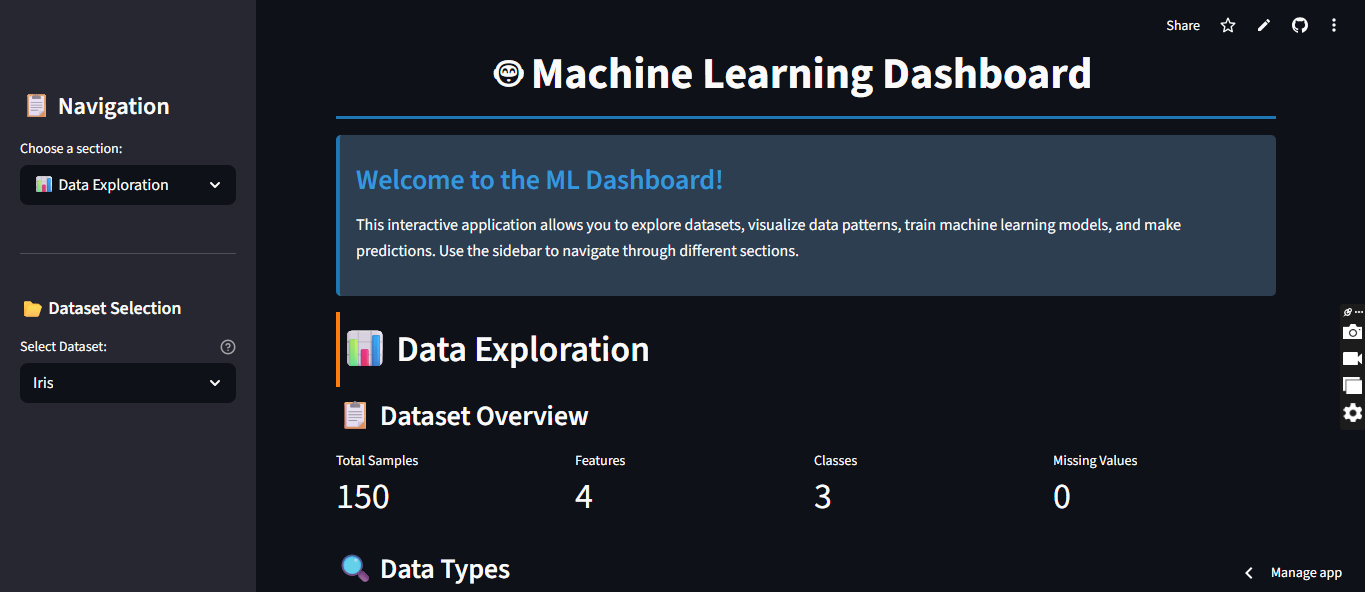 Share
Machine Learning Dashboard
Navigation
Choose a section:
Data Exploration
Dataset Selection
Select Dataset:
Iris
Welcome to the ML Dashboard!
This interactive application allows you to explore datasets, visualize data patterns, train machine learning models, and make
predictions. Use the sidebar to navigate through different sections.
Data Exploration
Dataset Overview
Total Samples Features Classes Missing Values
150 4 3 0
Data Types
Manage app